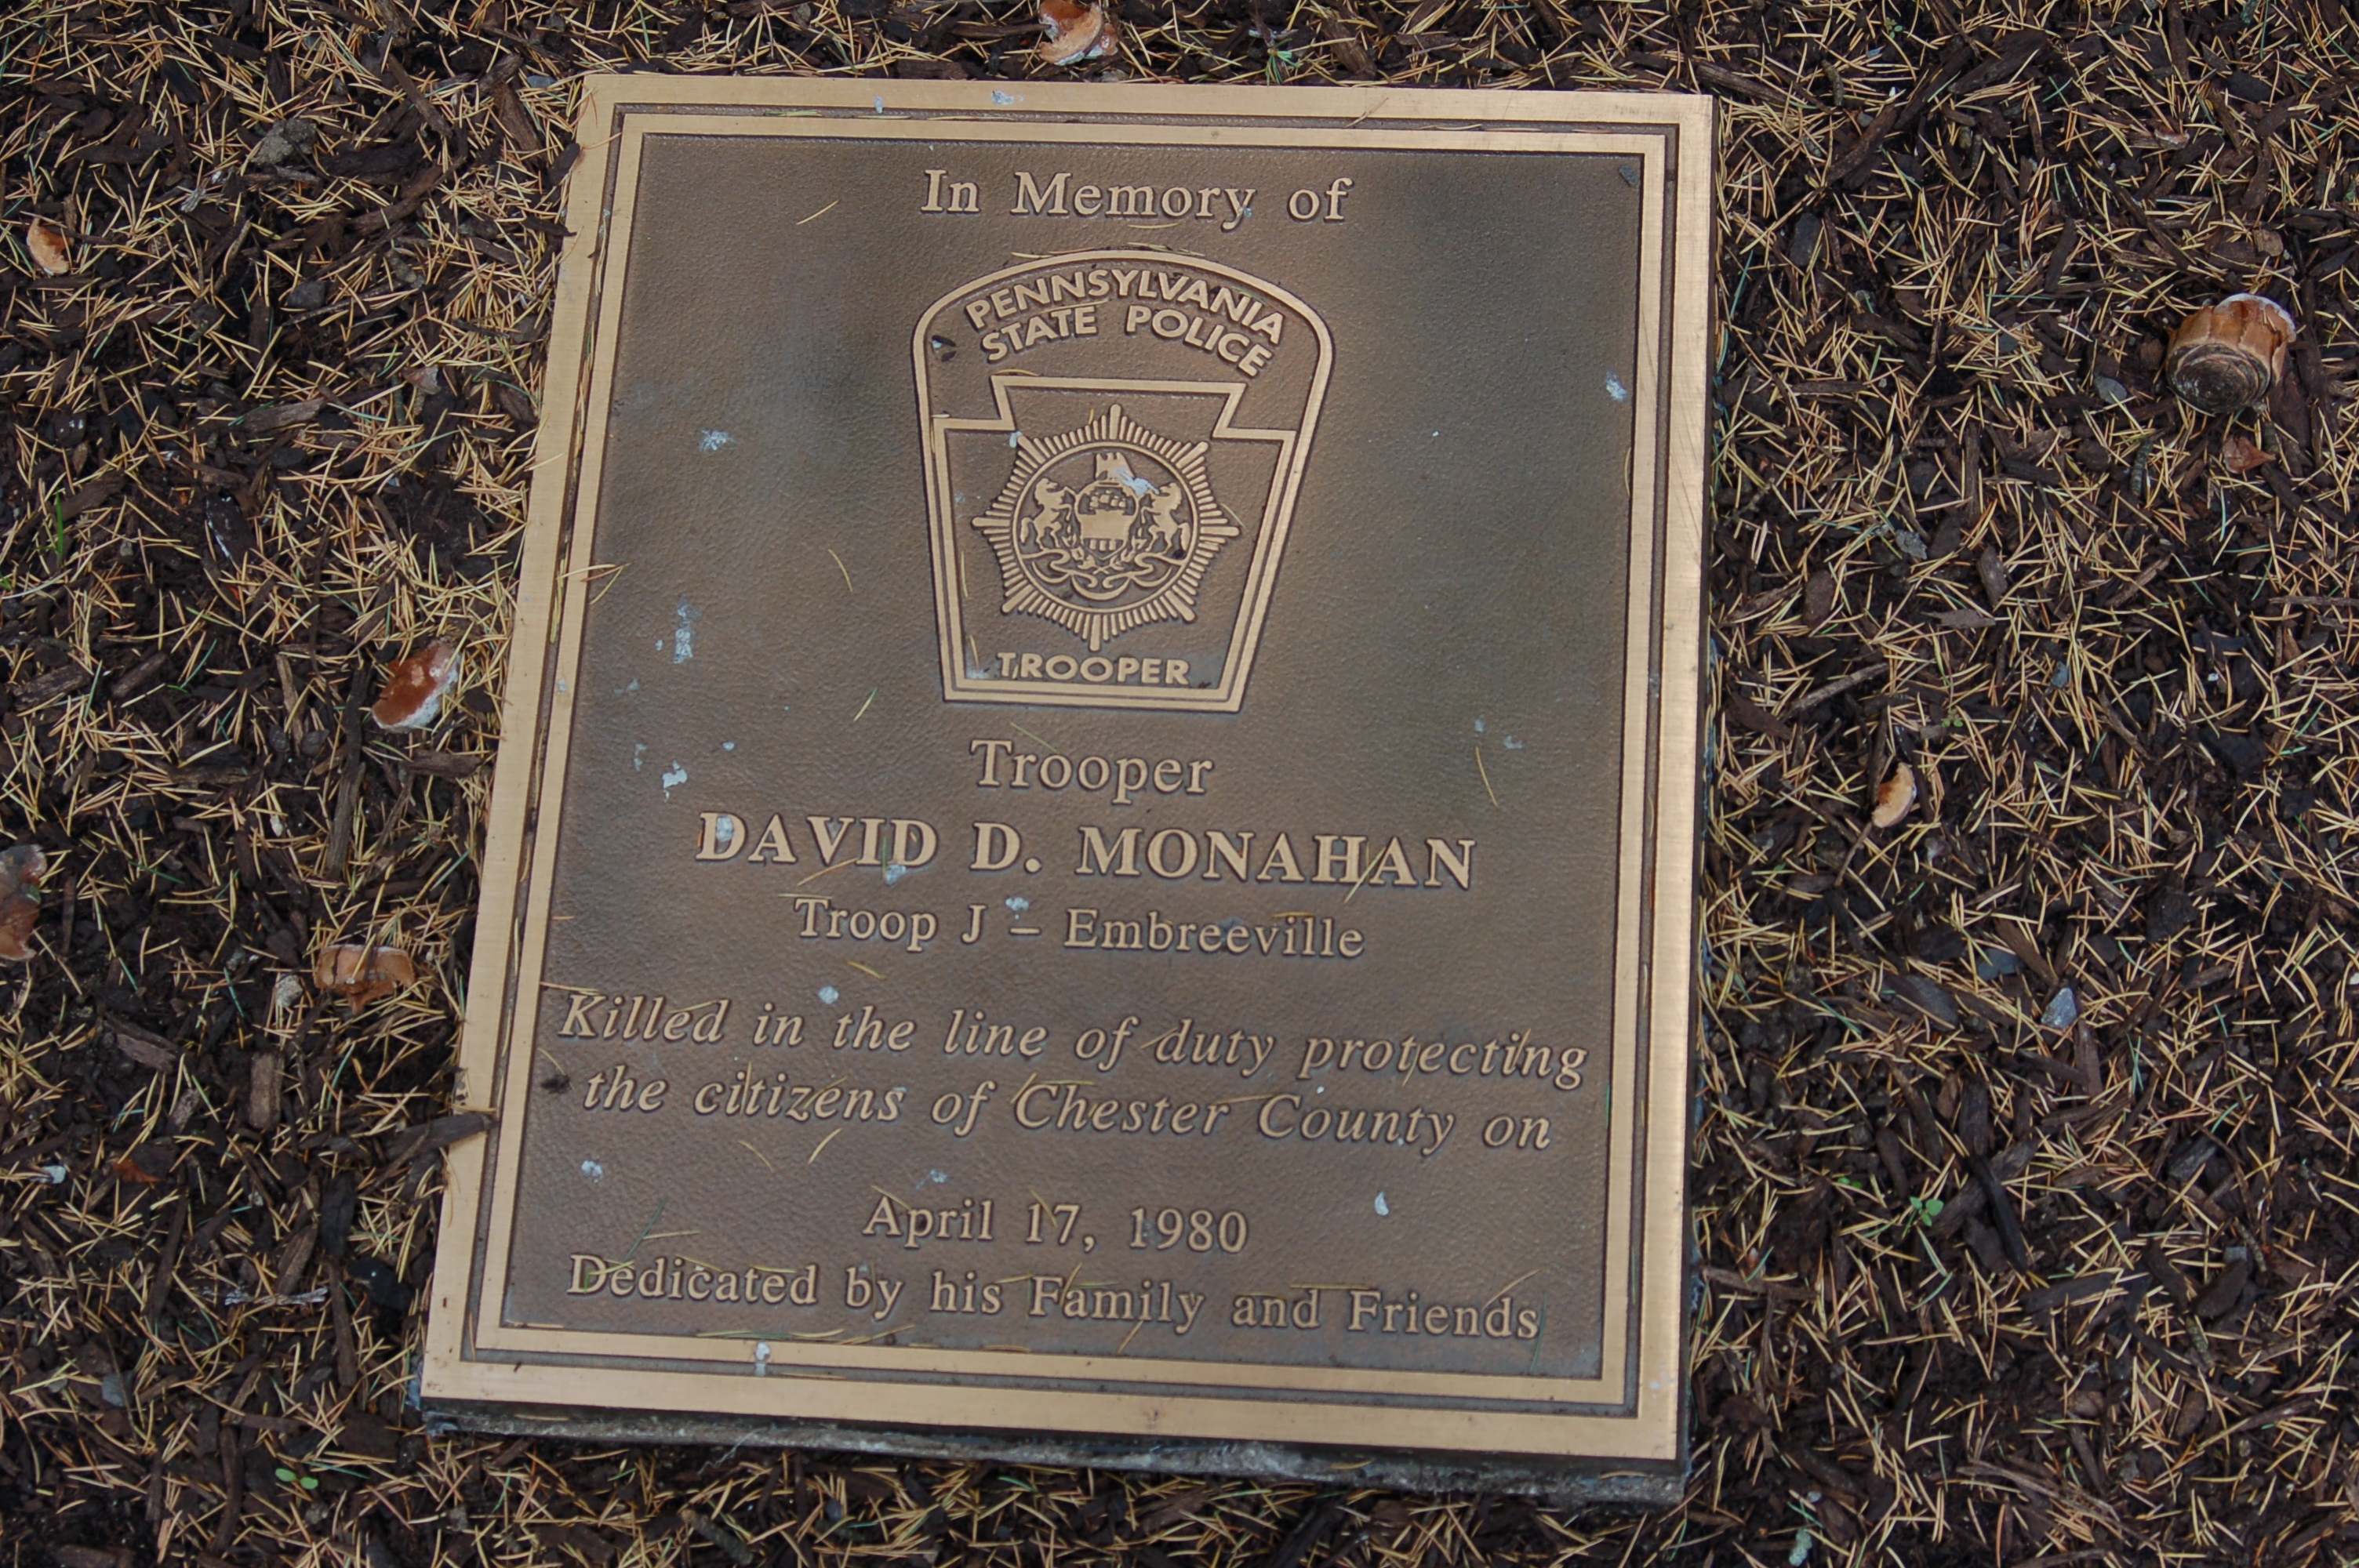 In Memory of
PENNSYLVANIA
STATE POLICE
TROOPER
Trooper
DAVID D. MONAHAN
Troop J – Embreeville
Killed in the line of duty protecting
the citizens of Chester County on
April 17, 1980
Dedicated by his Family and Friends